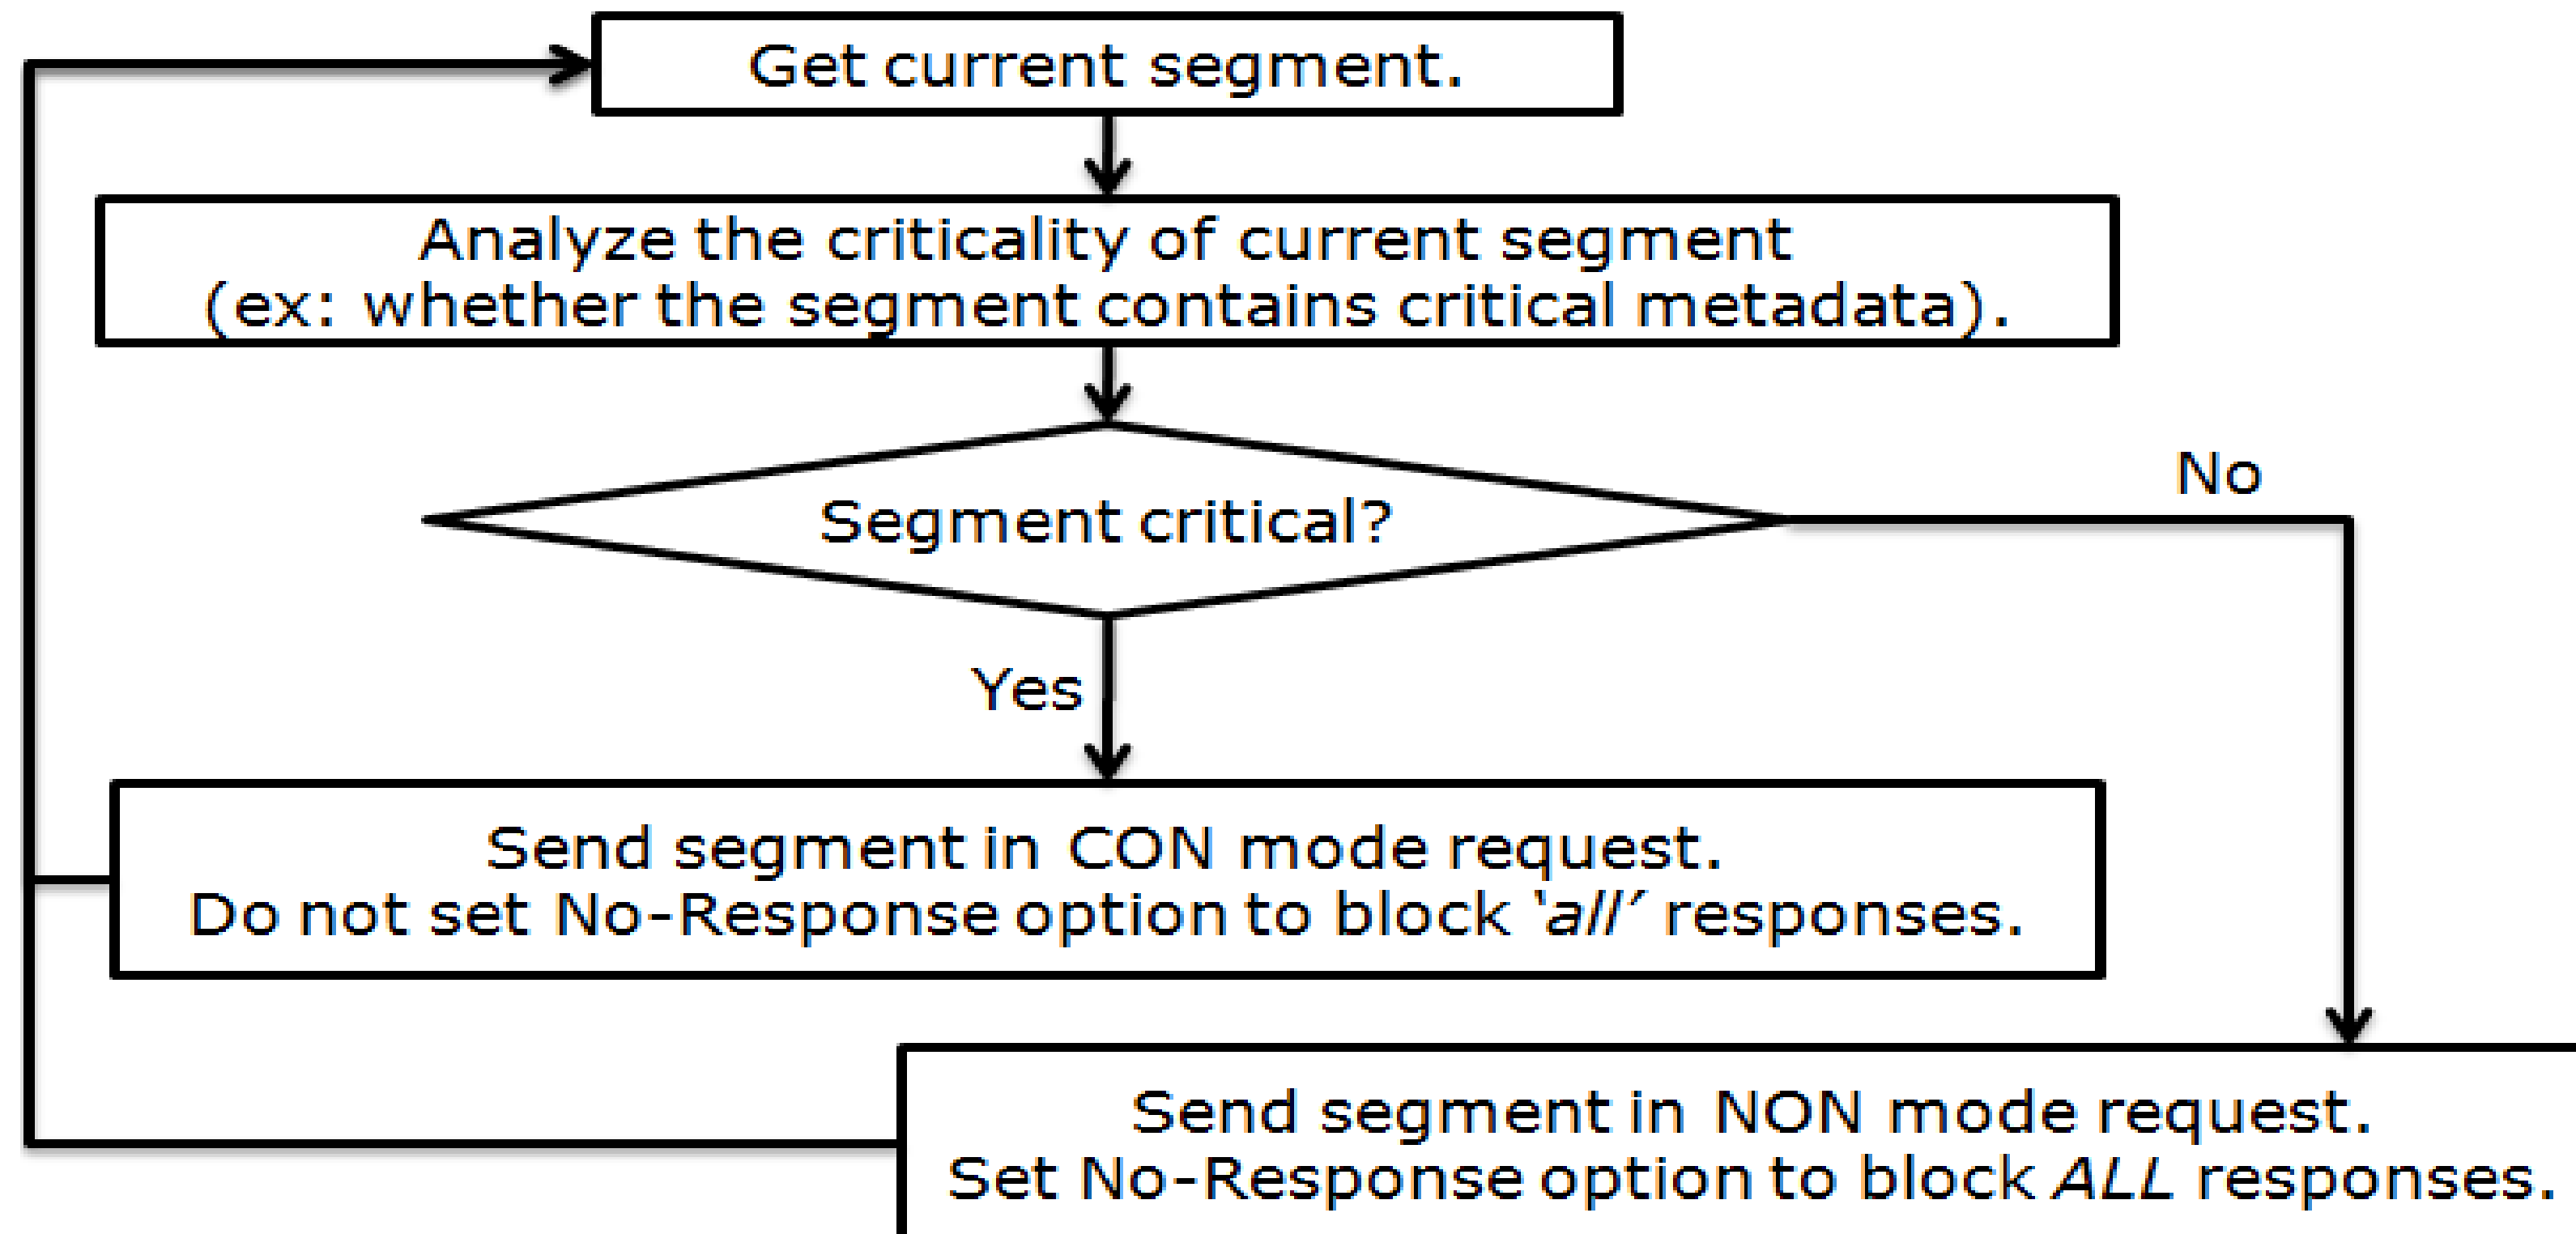 Get current segment.
Analyze the criticality of current segment
(ex: whether the segment contains critical metadada).
Segment critical?
No
Yes
Send segment in CON mode request.
Do not set No-Response option to block ‘all’ responses.
Send segment in NON mode request.
Set No-Response option to block ALL responses.